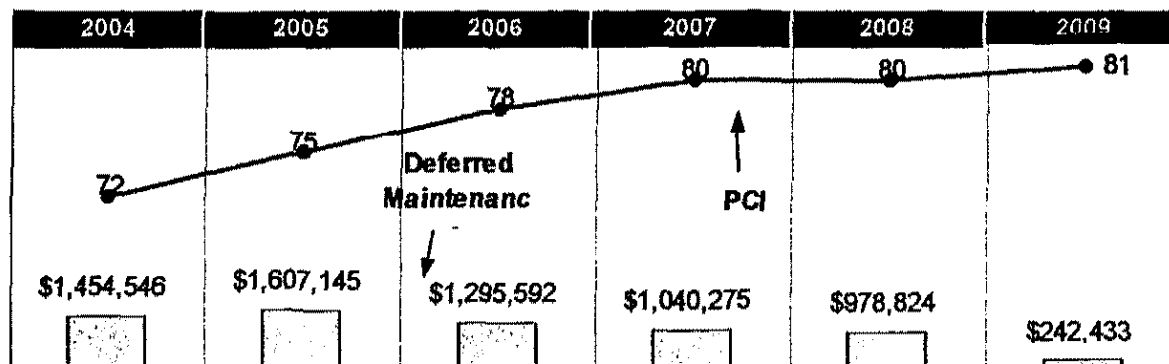 2004 2005 2006 2007 2008 2009
80 80 81
78
75
72
Deferred
Maintenanc
PCI
$1,454,546 $1,607,145 $1,295,592 $1,040,275 $978,824 $242,433